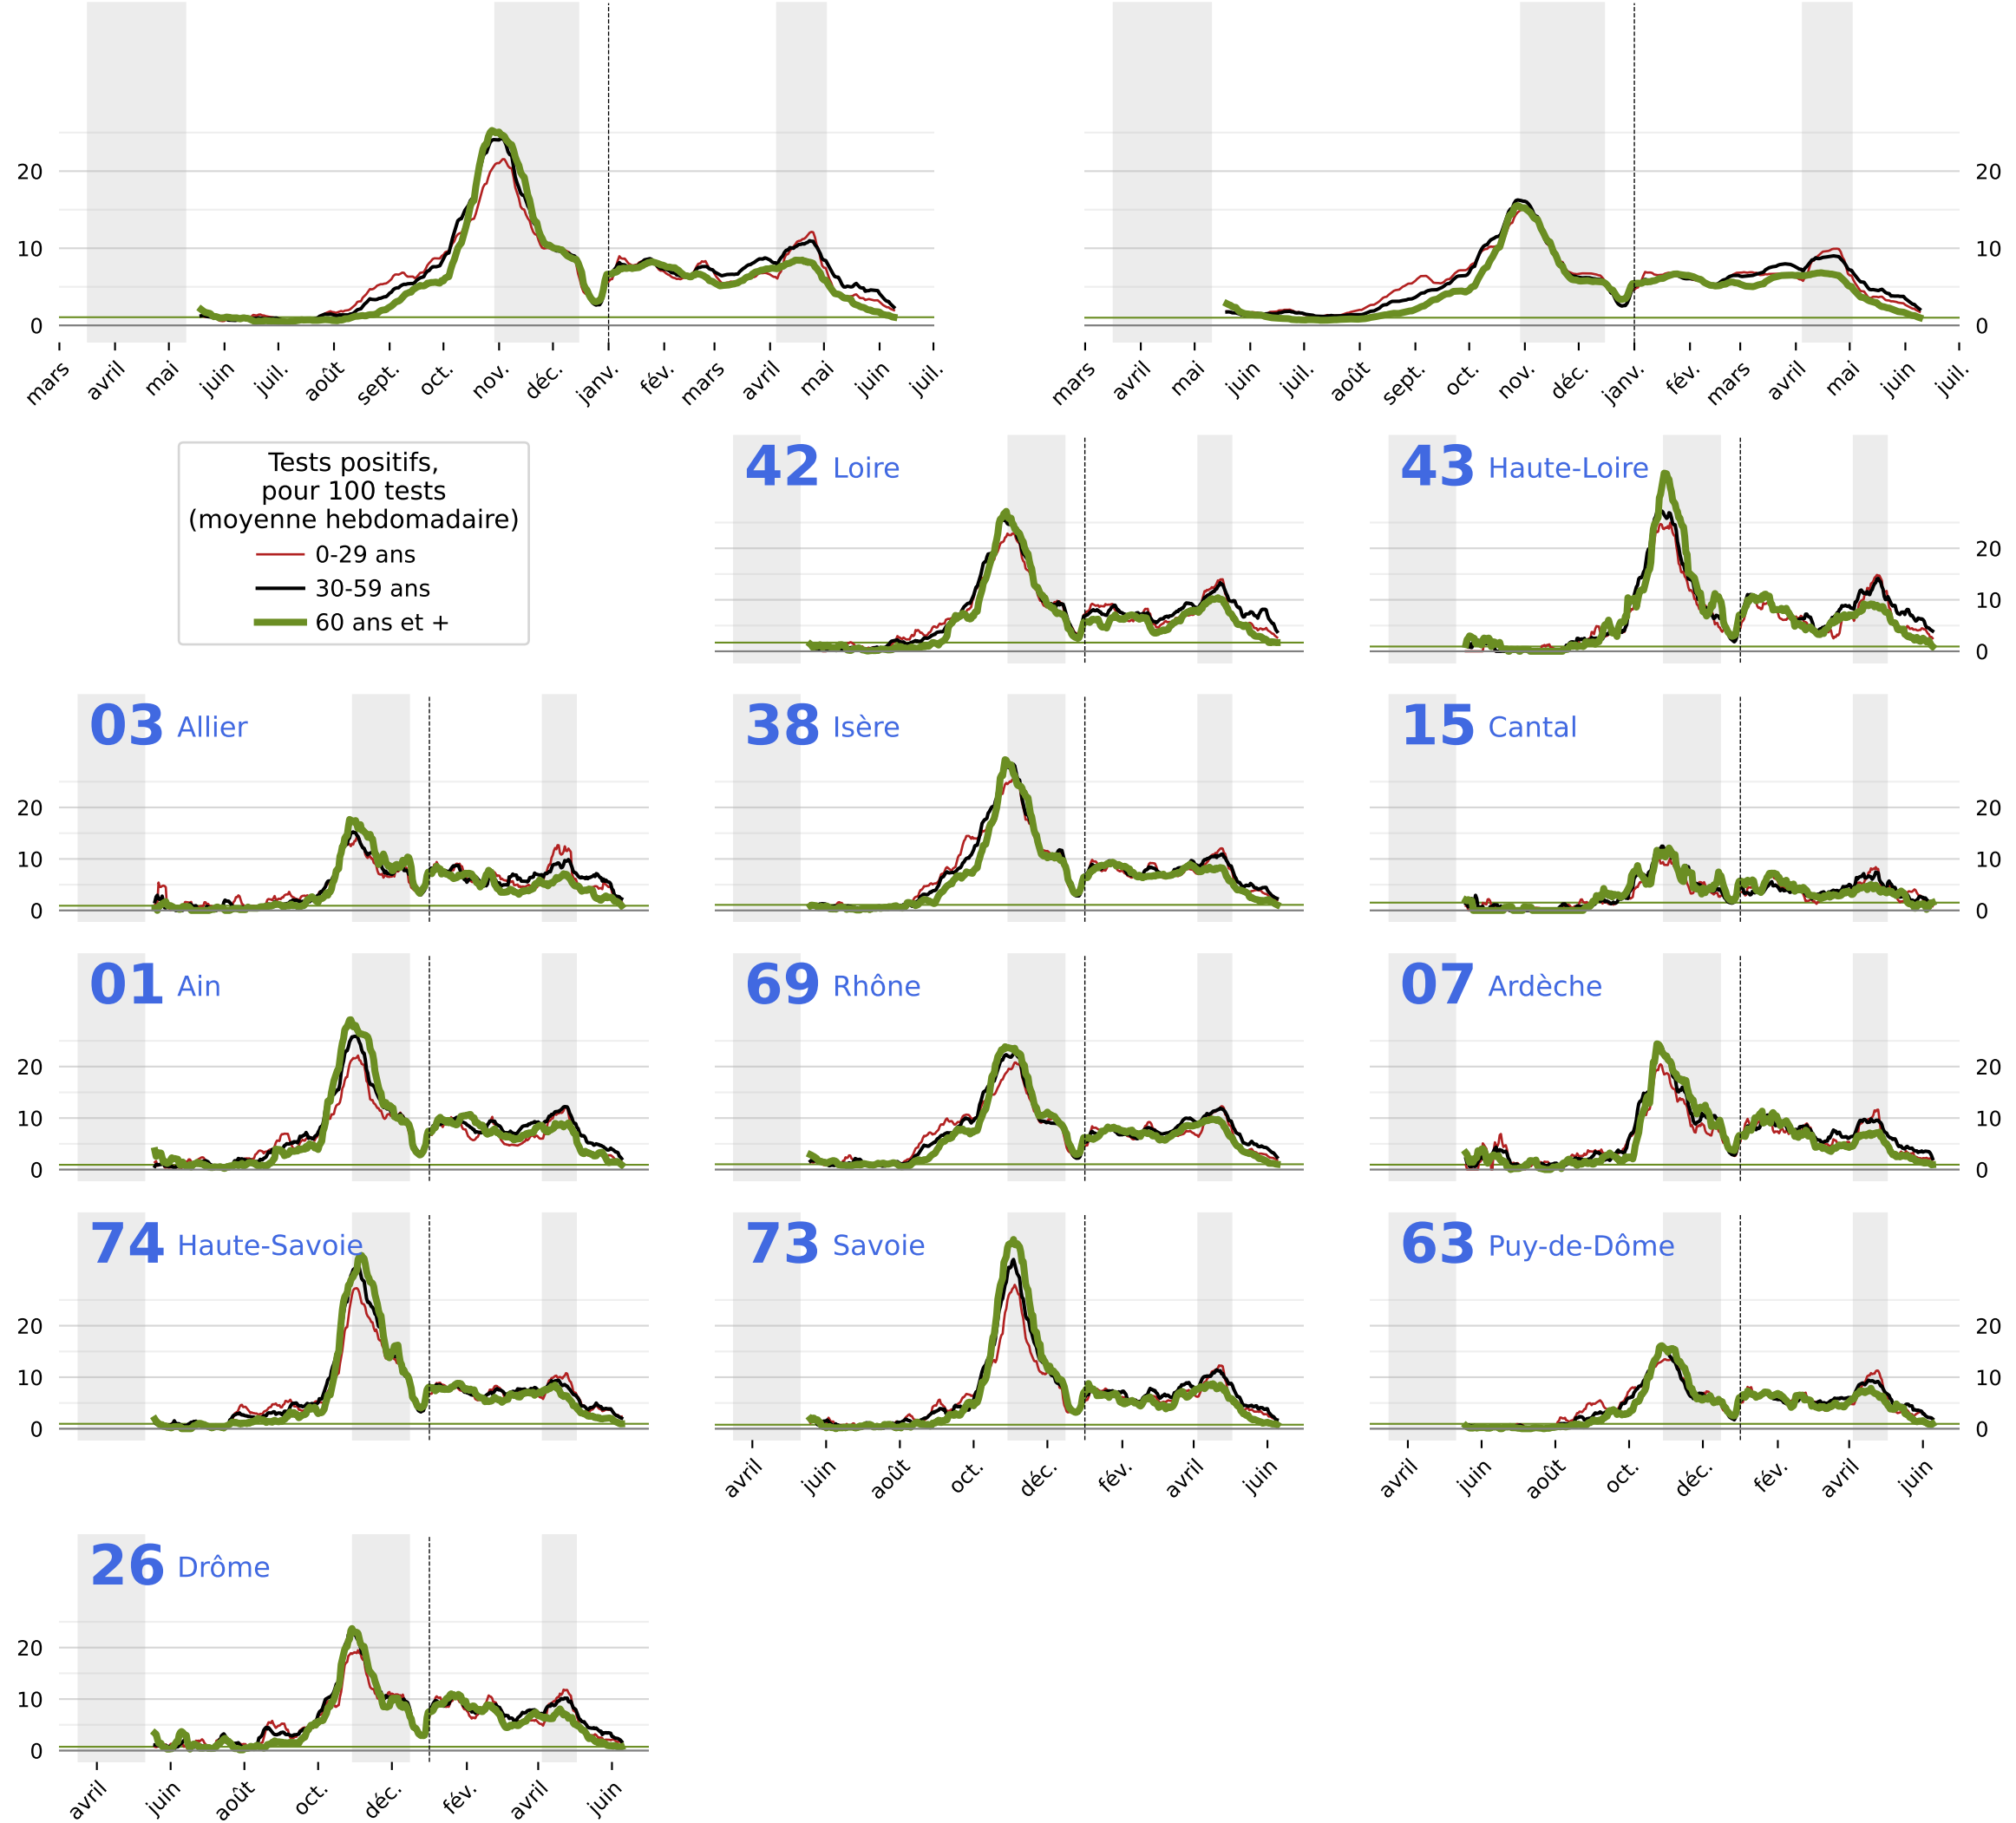 20
10
0
mars
avril
mai
juin
juil.
août
sept.
oct.
nov.
déc.
janv.
fév.
mars
avril
mai
juin
juil.
20
10
0
mars
avril
mai
juin
juil.
août
sept.
oct.
nov.
déc.
janv.
fév.
mars
avril
mai
juin
juil.
Tests positifs,
pour 100 tests
(moyenne hebdomadaire)
0-29 ans
30-59 ans
60 ans et +
42 Loire
43 Haute-Loire
20
10
0
03 Allier
20
10
0
38 Isère
15 Cantal
20
10
0
01 Ain
20
10
0
69 Rhône
07 Ardèche
20
10
0
74 Haute-Savoie
20
10
0
73 Savoie
avril
juin
août
oct.
déc.
fév.
avril
juin
63 Puy-de-Dôme
20
10
0
avril
juin
août
oct.
déc.
fév.
avril
juin
26 Drôme
20
10
0
avril
juin
août
oct.
déc.
fév.
avril
juin